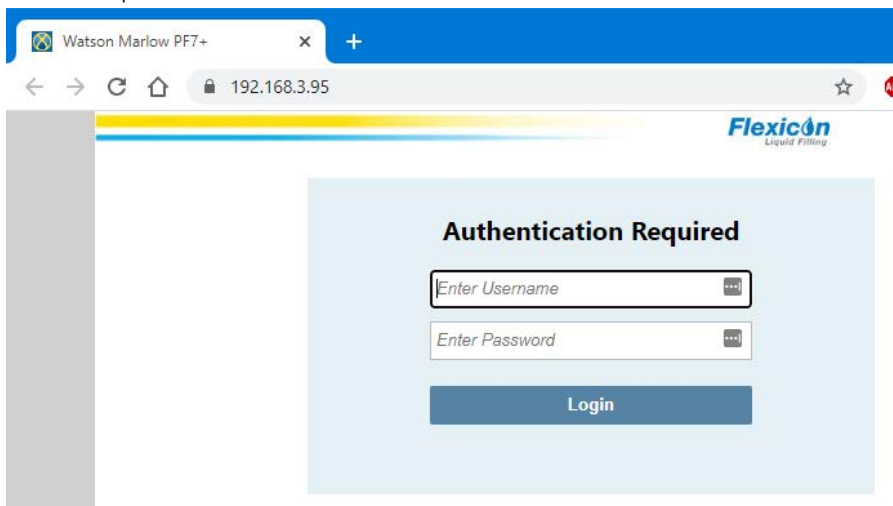 Watson Marlow PF7+
192.168.3.95
Flexicon
Liquid Filling
Authentication Required
Enter Username
Enter Password
Login